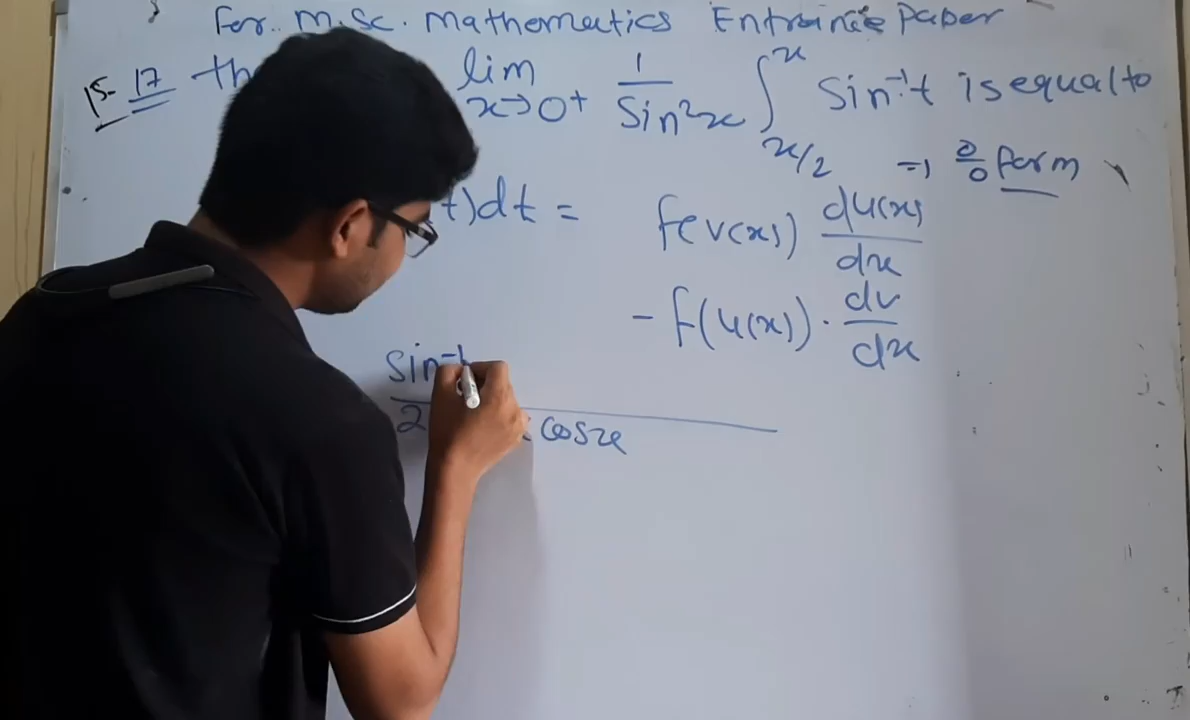 For M.Sc. Mathematics Entrance Paper
15- 17 th lim x→0+ 1/Sin²x ∫ x/2 x Sin⁻¹t is equal to
⇒ 0/0 form
t)dt = f(v(x)) du(x)/dx
- f(u(x)) · dv/dx
Sin⁻¹
2 cosx